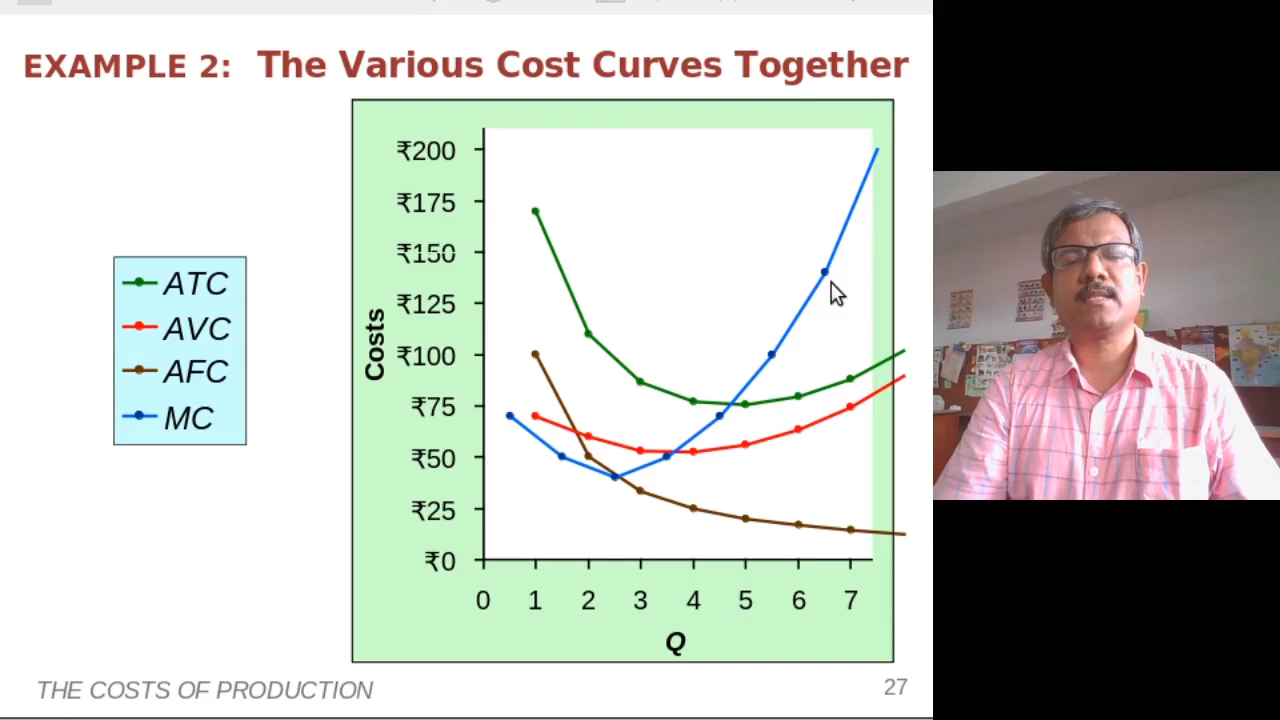 EXAMPLE 2: The Various Cost Curves Together
ATC
AVC
AFC
MC
Costs
₹200
₹175
₹150
₹125
₹100
₹75
₹50
₹25
₹0
0 1 2 3 4 5 6 7
Q
THE COSTS OF PRODUCTION
27